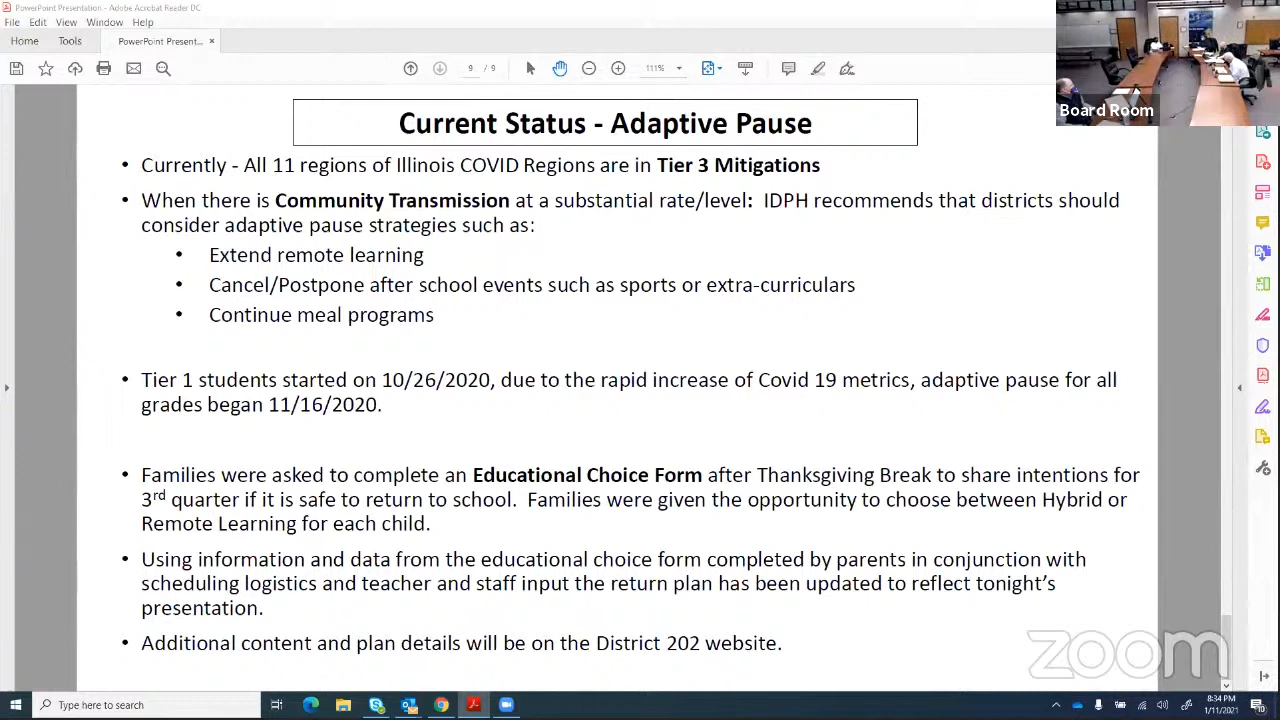 PowerPoint Presentation - Adobe Acrobat Reader DC
File Edit View Window Help
Home Tools PowerPoint Present... ×
9 / 9 111%
Board Room
Current Status - Adaptive Pause
• Currently - All 11 regions of Illinois COVID Regions are in Tier 3 Mitigations
• When there is Community Transmission at a substantial rate/level: IDPH recommends that districts should
consider adaptive pause strategies such as:
• Extend remote learning
• Cancel/Postpone after school events such as sports or extra-curriculars
• Continue meal programs
• Tier 1 students started on 10/26/2020, due to the rapid increase of Covid 19 metrics, adaptive pause for all
grades began 11/16/2020.
• Families were asked to complete an Educational Choice Form after Thanksgiving Break to share intentions for
3rd quarter if it is safe to return to school. Families were given the opportunity to choose between Hybrid or
Remote Learning for each child.
• Using information and data from the educational choice form completed by parents in conjunction with
scheduling logistics and teacher and staff input the return plan has been updated to reflect tonight's
presentation.
• Additional content and plan details will be on the District 202 website.
zoom
Type here to search
8:34 PM
1/11/2021